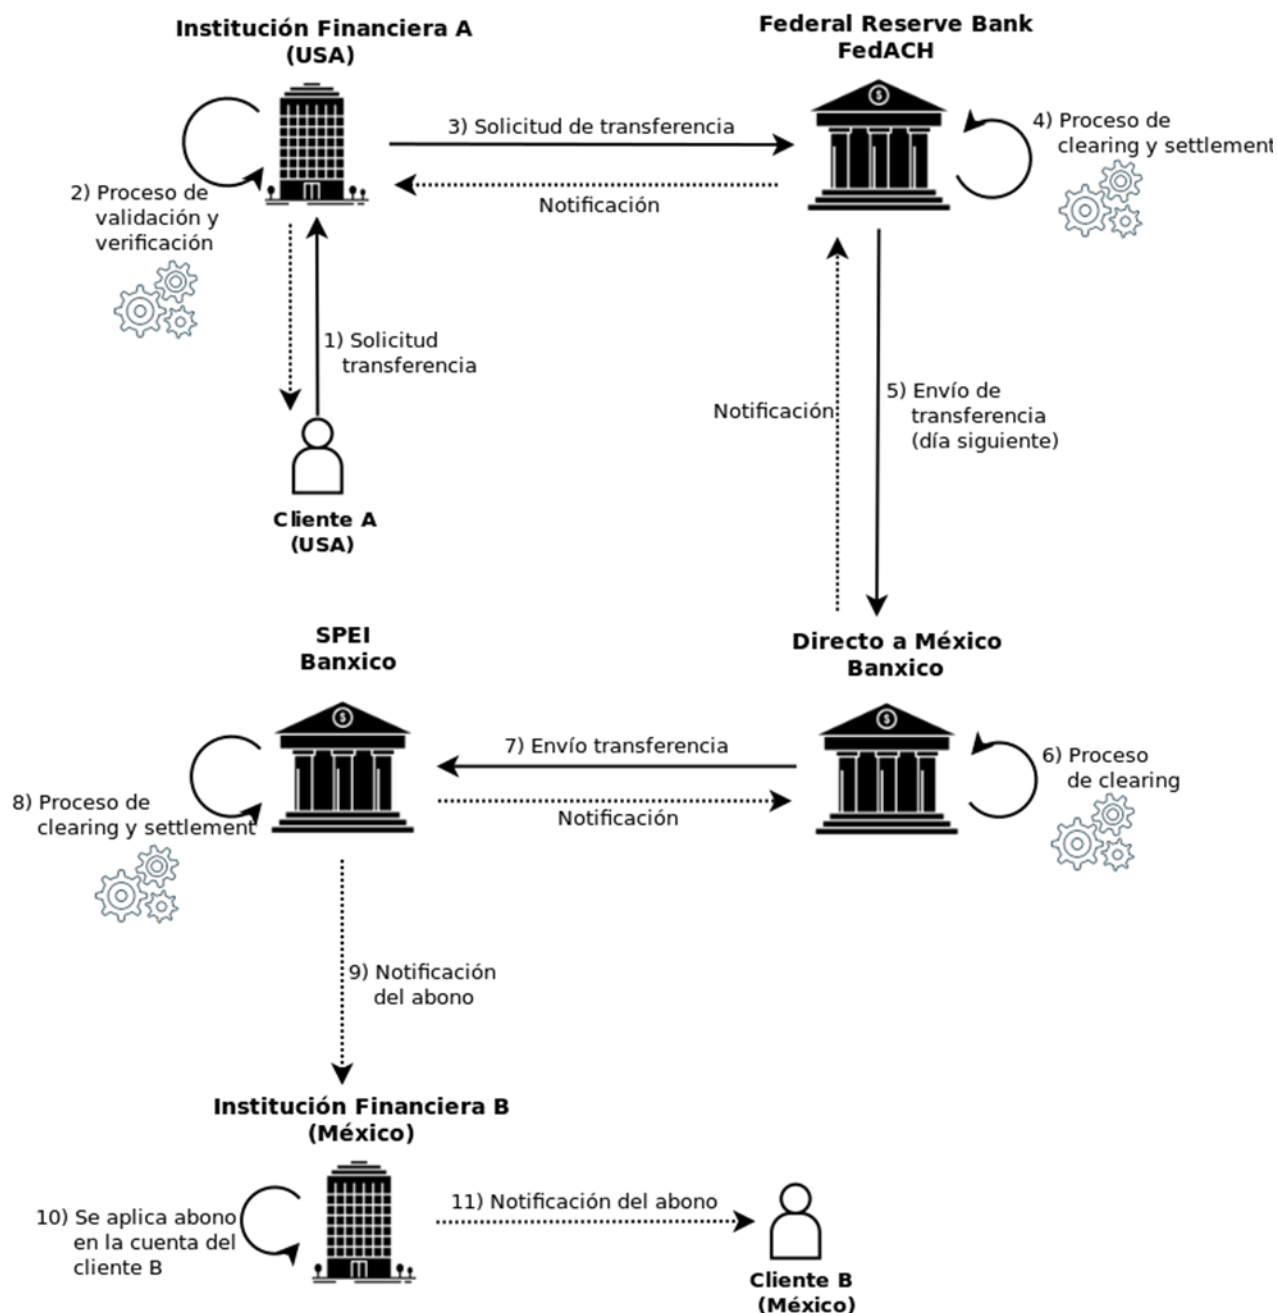 Institución Financiera A
(USA)
Federal Reserve Bank
FedACH
3) Solicitud de transferencia
Notificación
4) Proceso de
clearing y settlement
2) Proceso de
validación y
verificación
1) Solicitud
transferencia
Cliente A
(USA)
Notificación
5) Envío de
transferencia
(día siguiente)
SPEI
Banxico
Directo a México
Banxico
7) Envío transferencia
Notificación
6) Proceso
de clearing
8) Proceso de
clearing y settlement
9) Notificación
del abono
Institución Financiera B
(México)
10) Se aplica abono
en la cuenta del
cliente B
11) Notificación del abono
Cliente B
(México)
$
$
$